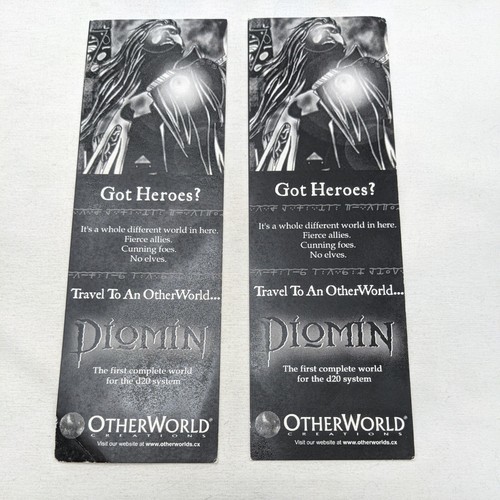 Got Heroes?
It's a whole different world in here.
Fierce allies.
Cunning foes.
No elves.
Travel To An OtherWorld...
DIOMIN
The first complete world
for the d20 system
OTHERWORLD®
CREATIONS
Visit our website at www.otherworlds.cx
Got Heroes?
It's a whole different world in here.
Fierce allies.
Cunning foes.
No elves.
Travel To An OtherWorld...
DIOMIN
The first complete world
for the d20 system
OTHERWORLD®
CREATIONS
Visit our website at www.otherworlds.cx